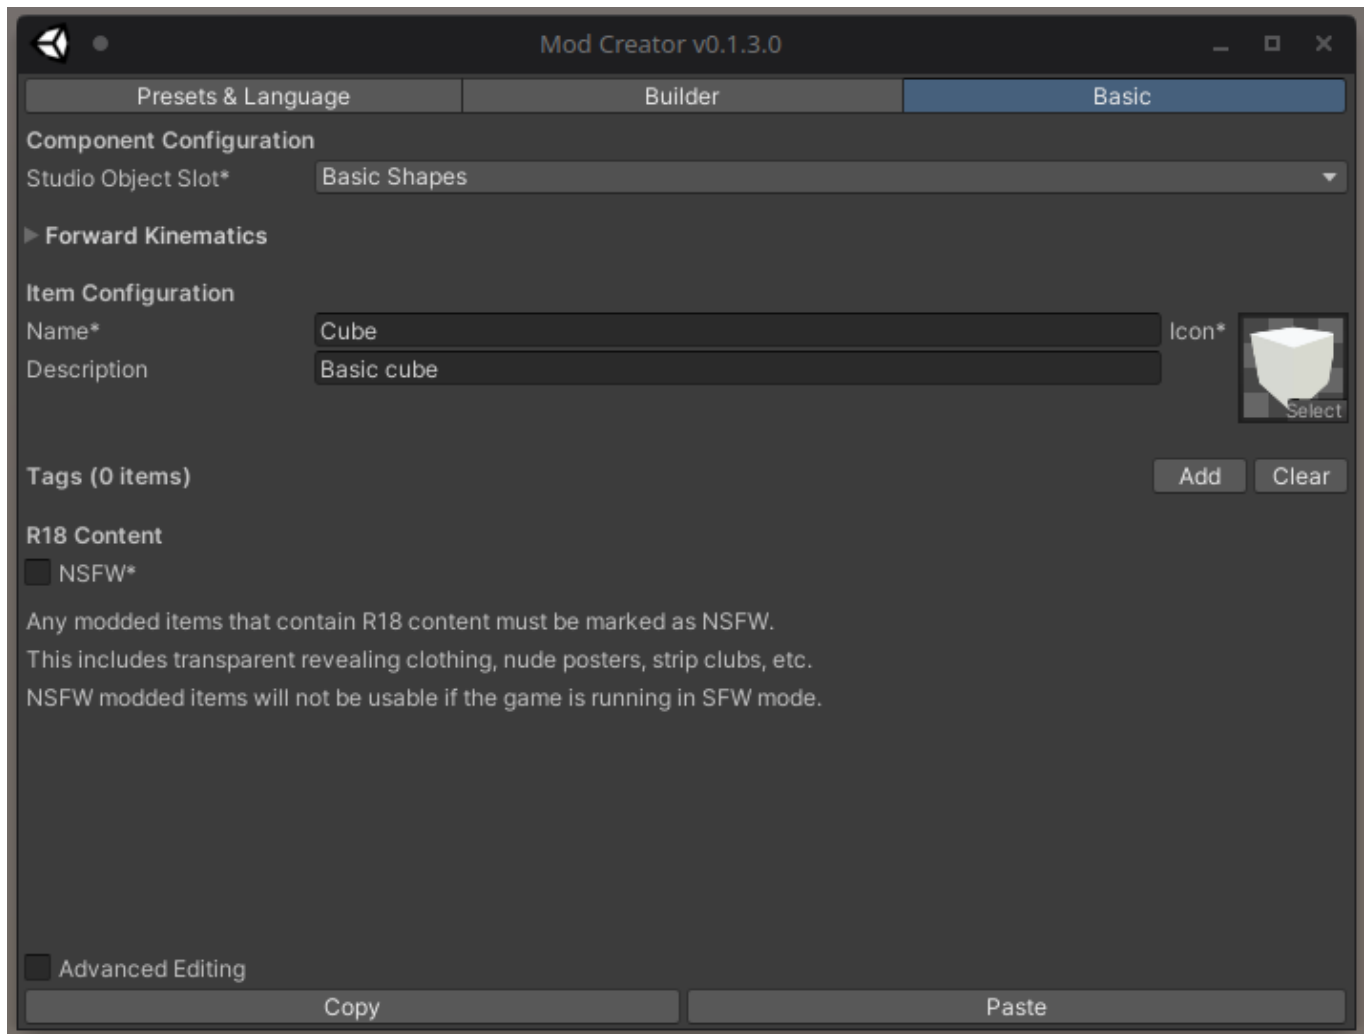 Mod Creator v0.1.3.0
Presets & Language Builder Basic
Component Configuration
Studio Object Slot* Basic Shapes
Forward Kinematics
Item Configuration
Name* Cube Icon*
Description Basic cube
Select
Tags (0 items) Add Clear
R18 Content
NSFW*
Any modded items that contain R18 content must be marked as NSFW.
This includes transparent revealing clothing, nude posters, strip clubs, etc.
NSFW modded items will not be usable if the game is running in SFW mode.
Advanced Editing
Copy Paste